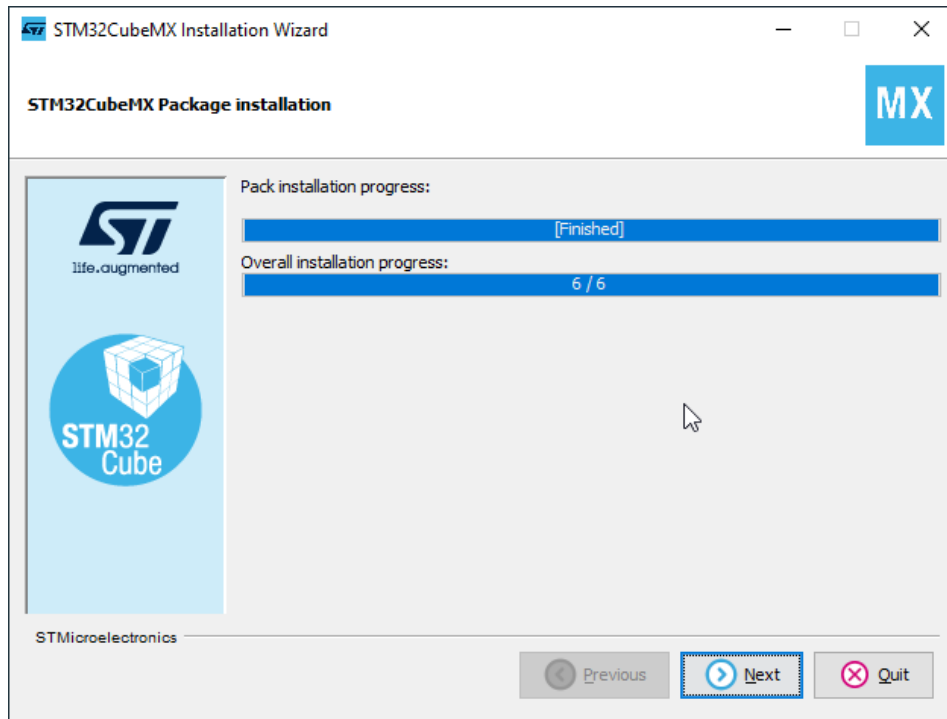 STM32CubeMX Installation Wizard
STM32CubeMX Package installation
MX
Pack installation progress:
[Finished]
Overall installation progress:
6 / 6
ST
life.augmented
STM32
Cube
STMicroelectronics
Previous
Next
Quit